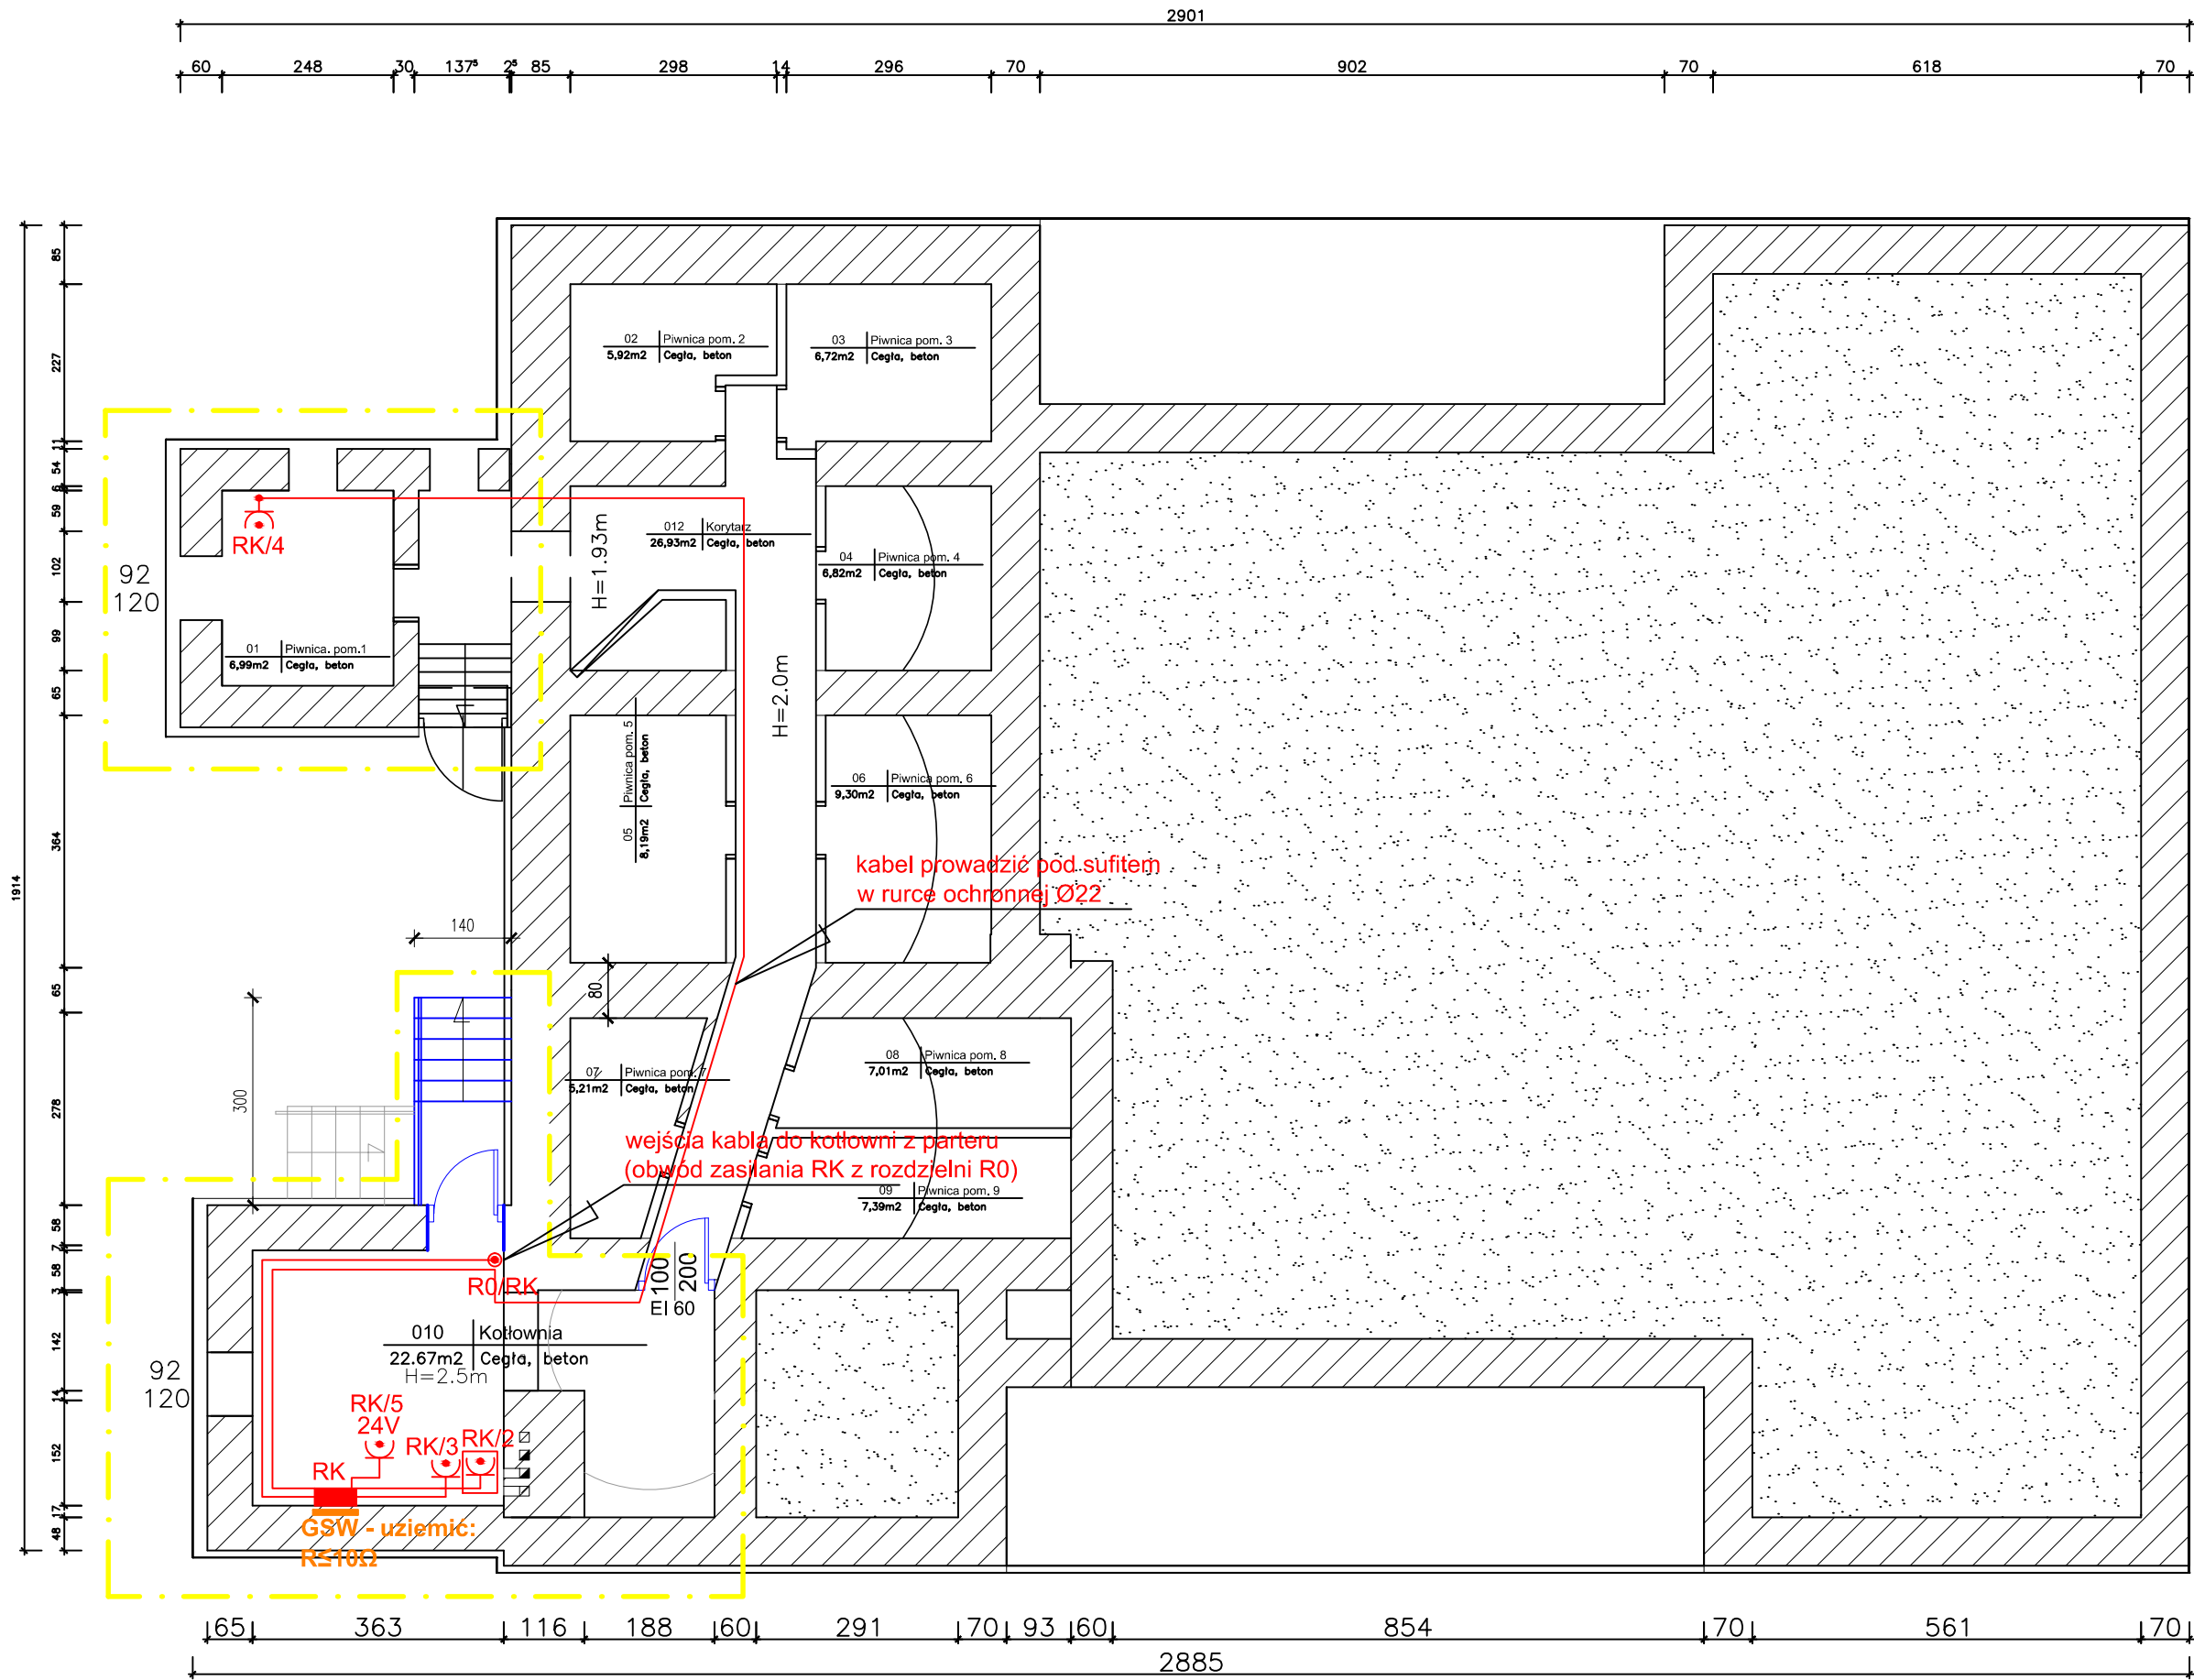 2901
60 248 30 137⁵ 2⁵ 85 298 14 296 70 902 70 618 70
85
227
11
54
6
59
102
99
65
364
65
278
58
7
58
3
142
14
152
17
48
1914
02 Piwnica pom. 2
5,92m2 Cegła, beton
03 Piwnica pom. 3
6,72m2 Cegła, beton
RK/4
92
120
01 Piwnica. pom.1
6,99m2 Cegła, beton
012 Korytarz
26,93m2 Cegła, beton
H=1.93m
04 Piwnica pom. 4
6,82m2 Cegła, beton
H=2.0m
05 Piwnica pom. 5
8,19m2 Cegła, beton
06 Piwnica pom. 6
9,30m2 Cegła, beton
kabel prowadzić pod sufitem
w rurce ochronnej Ø22
140
80
300
07 Piwnica pom. 7
5,21m2 Cegła, beton
08 Piwnica pom. 8
7,01m2 Cegła, beton
wejścia kabla do kotłowni z parteru
(obwód zasilania RK z rozdzielni R0)
09 Piwnica pom. 9
7,39m2 Cegła, beton
R0/RK
100
200
EI 60
010 Kotłownia
22.67m2 Cegła, beton
H=2.5m
92
120
RK/5
24V
RK/3
RK/2
RK
GSW - uziemić:
R≤10Ω
65 363 116 188 60 291 70 93 60 854 70 561 70
2885